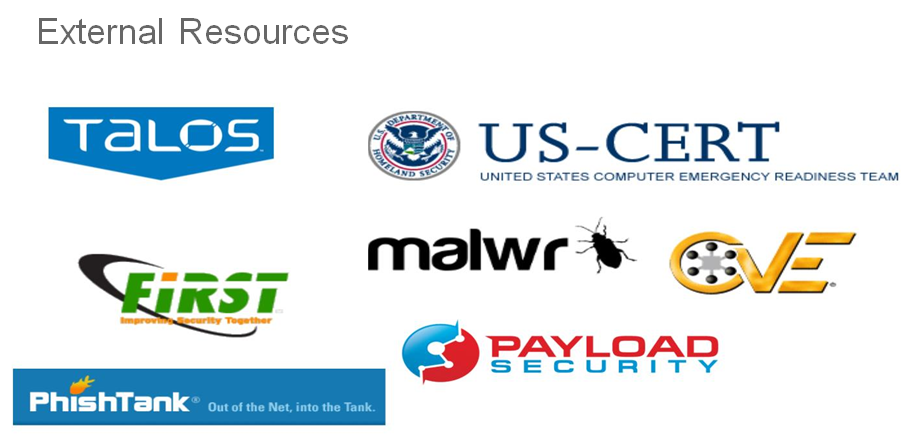 External Resources
TaLOS
U.S. DEPARTMENT OF HOMELAND SECURITY
US-CERT
UNITED STATES COMPUTER EMERGENCY READINESS TEAM
malwr
CVE
FiRST
Improving Security Together
PAYLOAD
SECURITY
PhishTank® Out of the Net, into the Tank.